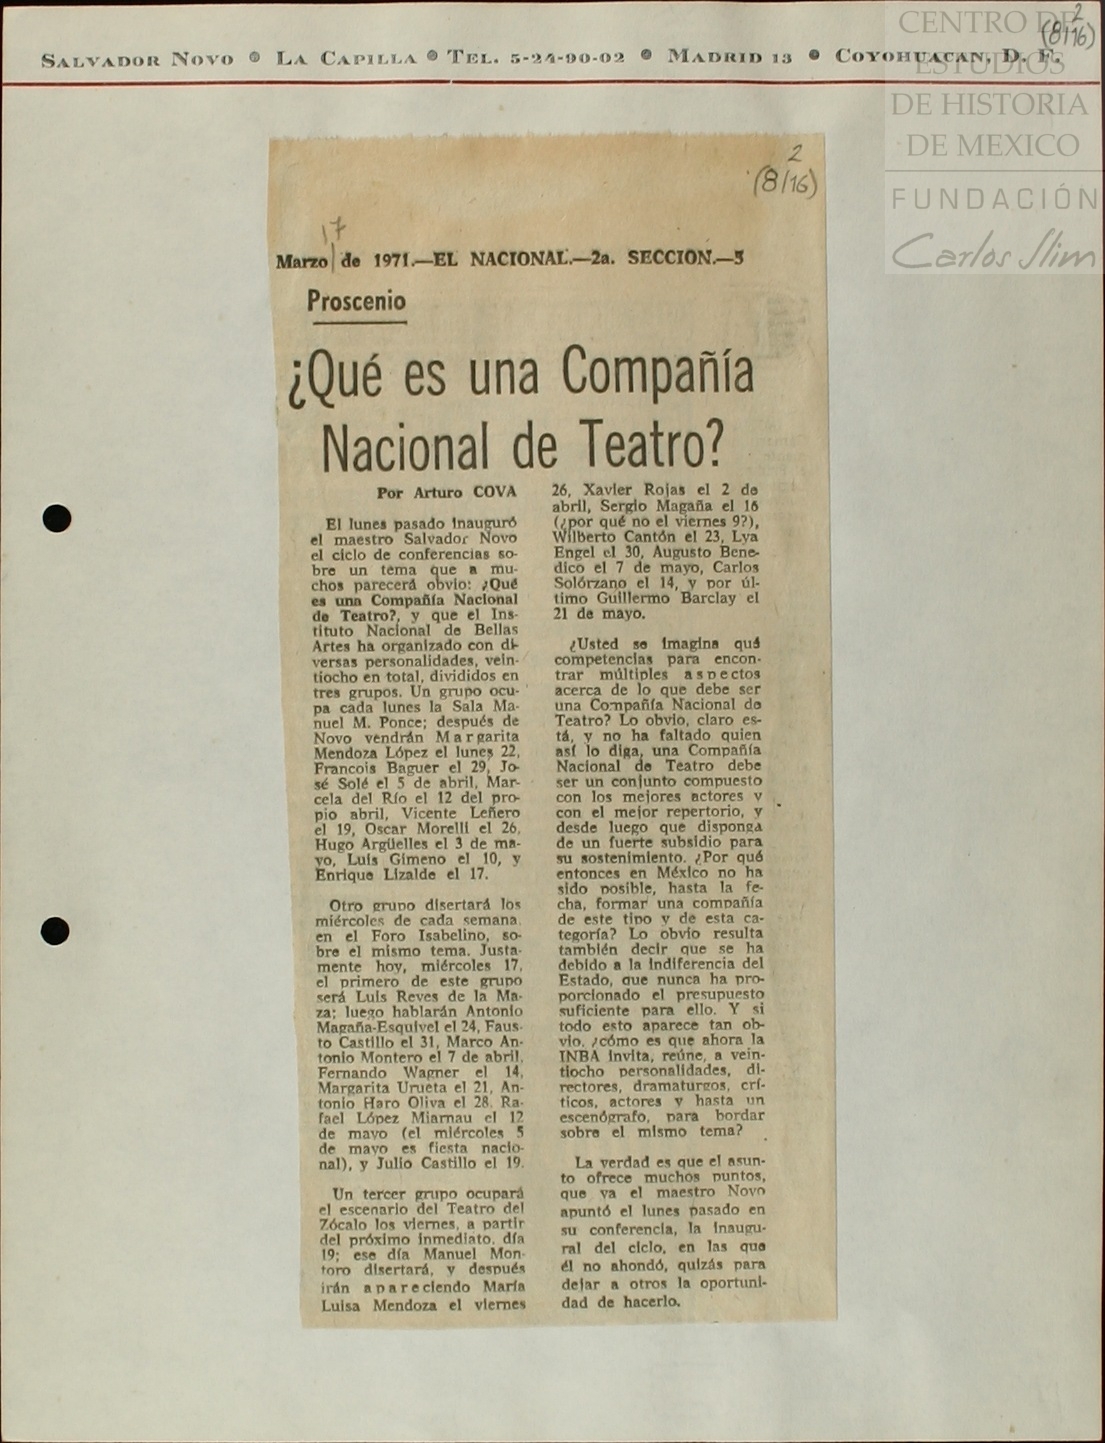 SALVADOR NOVO • LA CAPILLA • TEL. 5-24-90-02 • MADRID 13 • COYOHUACAN, D. F.
2
(8/16)
CENTRO DE
ESTUDIOS
DE HISTORIA
DE MEXICO
FUNDACIÓN
Carlos Slim
2
(8/16)
17
Marzo de 1971.—EL NACIONAL.—2a. SECCION.—5
Proscenio
¿Qué es una Compañía
Nacional de Teatro?
Por Arturo COVA
El lunes pasado inauguró
el maestro Salvador Novo
el ciclo de conferencias so-
bre un tema que a mu-
chos parecerá obvio: ¿Qué
es una Compañía Nacional
de Teatro?, y que el Ins-
tituto Nacional de Bellas
Artes ha organizado con di-
versas personalidades, vein-
tiocho en total, divididos en
tres grupos. Un grupo ocu-
pa cada lunes la Sala Ma-
nuel M. Ponce; después de
Novo vendrán Margarita
Mendoza López el lunes 22,
Francois Baguer el 29, Jo-
sé Solé el 5 de abril, Mar-
cela del Río el 12 del pro-
pio abril, Vicente Leñero
el 19, Oscar Morelli el 26,
Hugo Argüelles el 3 de ma-
yo, Luis Gimeno el 10, y
Enrique Lizalde el 17.
Otro grupo disertará los
miércoles de cada semana,
en el Foro Isabelino, so-
bre el mismo tema. Justa-
mente hoy, miércoles 17,
el primero de este grupo
será Luis Reyes de la Ma-
za; luego hablarán Antonio
Magaña-Esquivel el 24, Faus-
to Castillo el 31, Marco An-
tonio Montero el 7 de abril,
Fernando Wagner el 14,
Margarita Urueta el 21, An-
tonio Haro Oliva el 28, Ra-
fael López Miarnau el 12
de mayo (el miércoles 5
de mayo es fiesta nacio-
nal), y Julio Castillo el 19.
Un tercer grupo ocupará
el escenario del Teatro del
Zócalo los viernes, a partir
del próximo inmediato, día
19; ese día Manuel Mon-
toro disertará, y después
irán apareciendo María
Luisa Mendoza el viernes
26, Xavier Rojas el 2 de
abril, Sergio Magaña el 16
(¿por qué no el viernes 9?),
Wilberto Cantón el 23, Lya
Engel el 30, Augusto Bene-
dico el 7 de mayo, Carlos
Solórzano el 14, y por úl-
timo Guillermo Barclay el
21 de mayo.
¿Usted se imagina qué
competencias para encon-
trar múltiples aspectos
acerca de lo que debe ser
una Compañía Nacional de
Teatro? Lo obvio, claro es-
tá, y no ha faltado quien
así lo diga, una Compañía
Nacional de Teatro debe
ser un conjunto compuesto
con los mejores actores y
con el mejor repertorio, y
desde luego que disponga
de un fuerte subsidio para
su sostenimiento. ¿Por qué
entonces en México no ha
sido posible, hasta la fe-
cha, formar una compañía
de este tipo y de esta ca-
tegoría? Lo obvio resulta
también decir que se ha
debido a la indiferencia del
Estado, que nunca ha pro-
porcionado el presupuesto
suficiente para ello. Y si
todo esto aparece tan ob-
vio, ¿cómo es que ahora la
INBA invita, reúne, a vein-
tiocho personalidades, di-
rectores, dramaturgos, crí-
ticos, actores y hasta un
escenógrafo, para bordar
sobre el mismo tema?
La verdad es que el asun-
to ofrece muchos puntos,
que ya el maestro Novo
apuntó el lunes pasado en
su conferencia, la inaugu-
ral del ciclo, en las que
él no ahondó, quizás para
dejar a otros la oportuni-
dad de hacerlo.